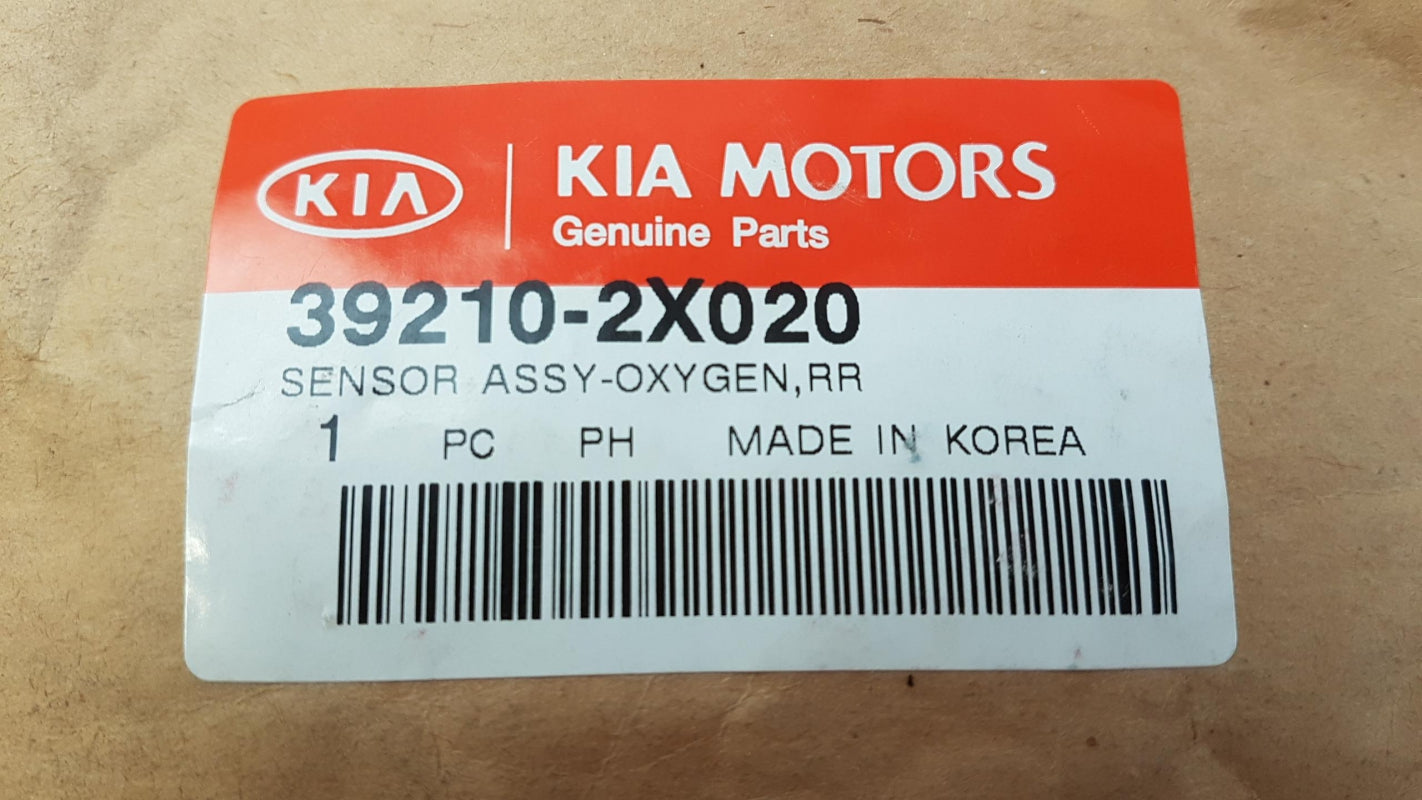 KIA
KIA MOTORS
Genuine Parts
39210-2X020
SENSOR ASSY-OXYGEN,RR
1 PC PH MADE IN KOREA